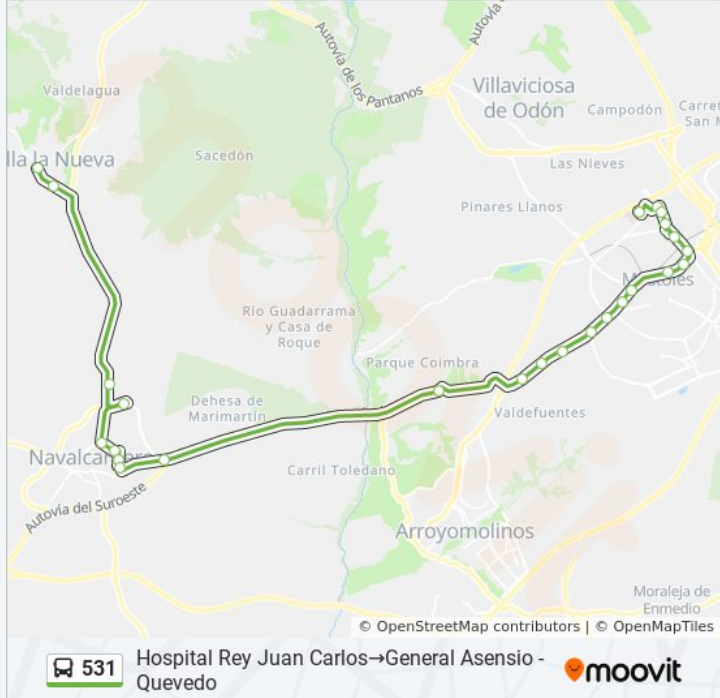 Autovía
Autovía de los Pantanos
Villaviciosa
de Odón
Valdelagua
Campodón
Carret
San M
lla la Nueva
Sacedón
Las Nieves
Pinares Llanos
Río Guadarrama
y Casa de
Roque
Parque Coimbra
Dehesa de
Marimartín
Valdefuentes
Carril Toledano
Autovía del Suroeste
Arroyomolinos
Moraleja de
Enmedio
© OpenStreetMap contributors | © OpenMapTiles
531
Hospital Rey Juan Carlos→General Asensio -
Quevedo
moovit